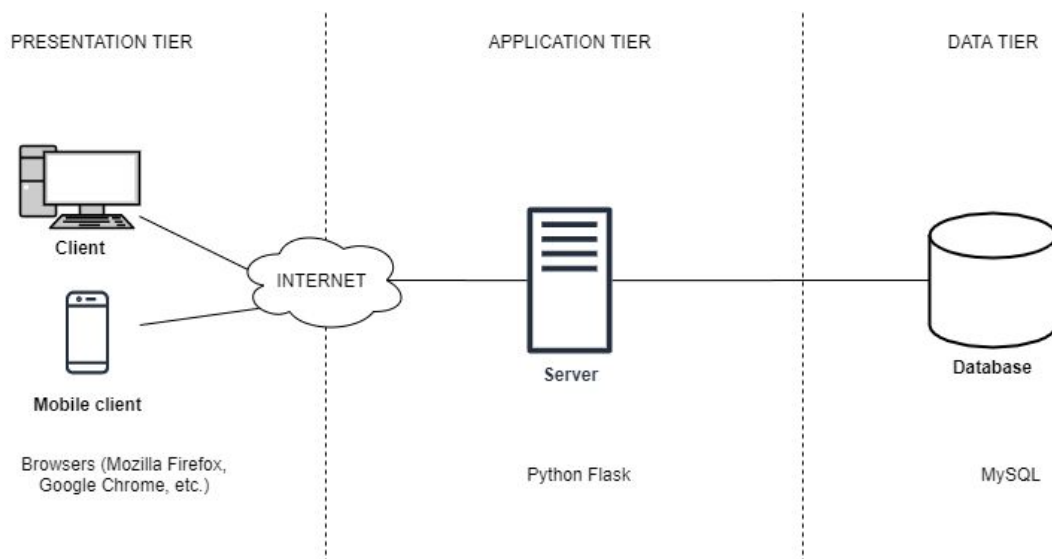 PRESENTATION TIER
APPLICATION TIER
DATA TIER
Client
INTERNET
Server
Database
Mobile client
Browsers (Mozilla Firefox,
Google Chrome, etc.)
Python Flask
MySQL